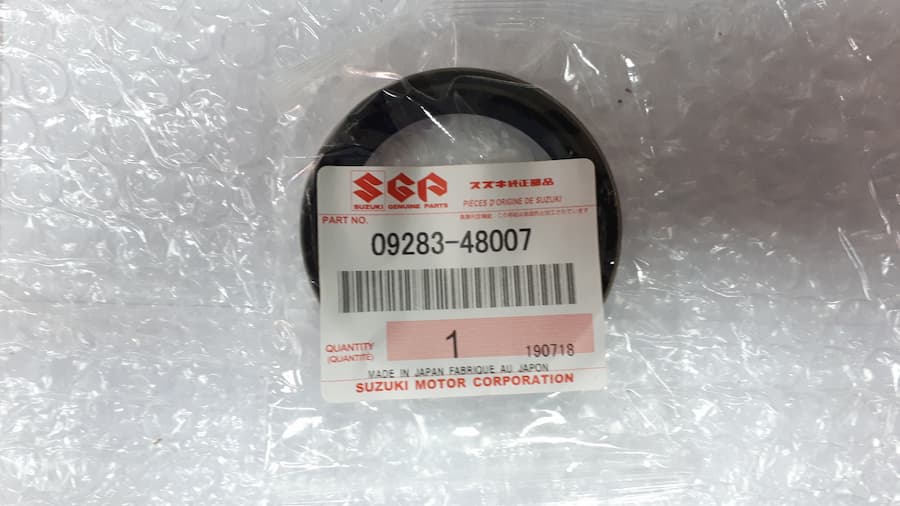 SGP スズキ純正部品
SUZUKI GENUINE PARTS PIECES D'ORIGINE DE SUZUKI
PART NO.
09283-48007
QUANTITY 1
(QUANTITÉ) 190718
MADE IN JAPAN FABRIQUE AU JAPON
SUZUKI MOTOR CORPORATION